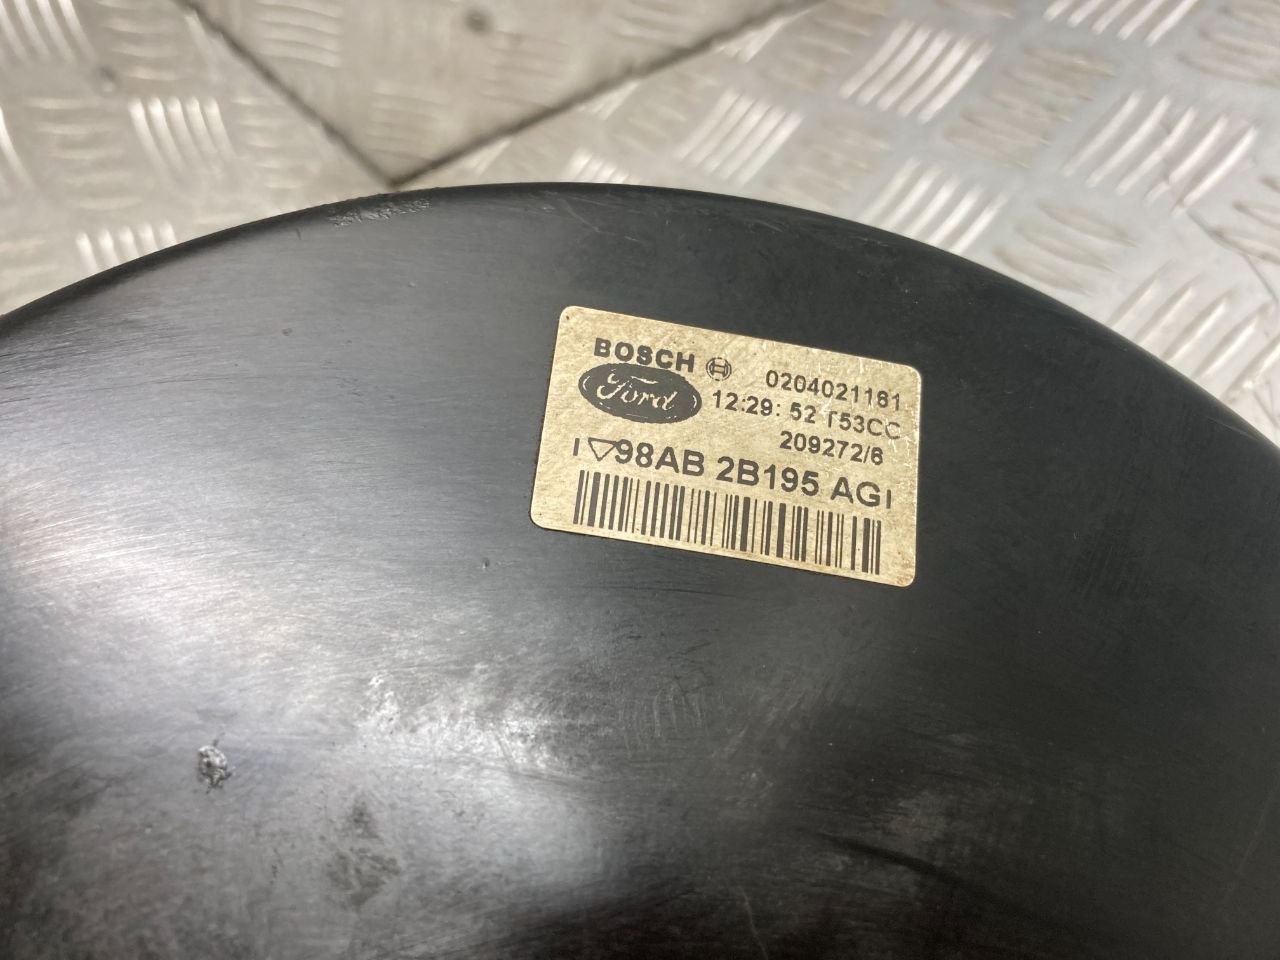 BOSCH
0204021181
Ford
12:29: 52 T53CC
209272/6
98AB 2B195 AG